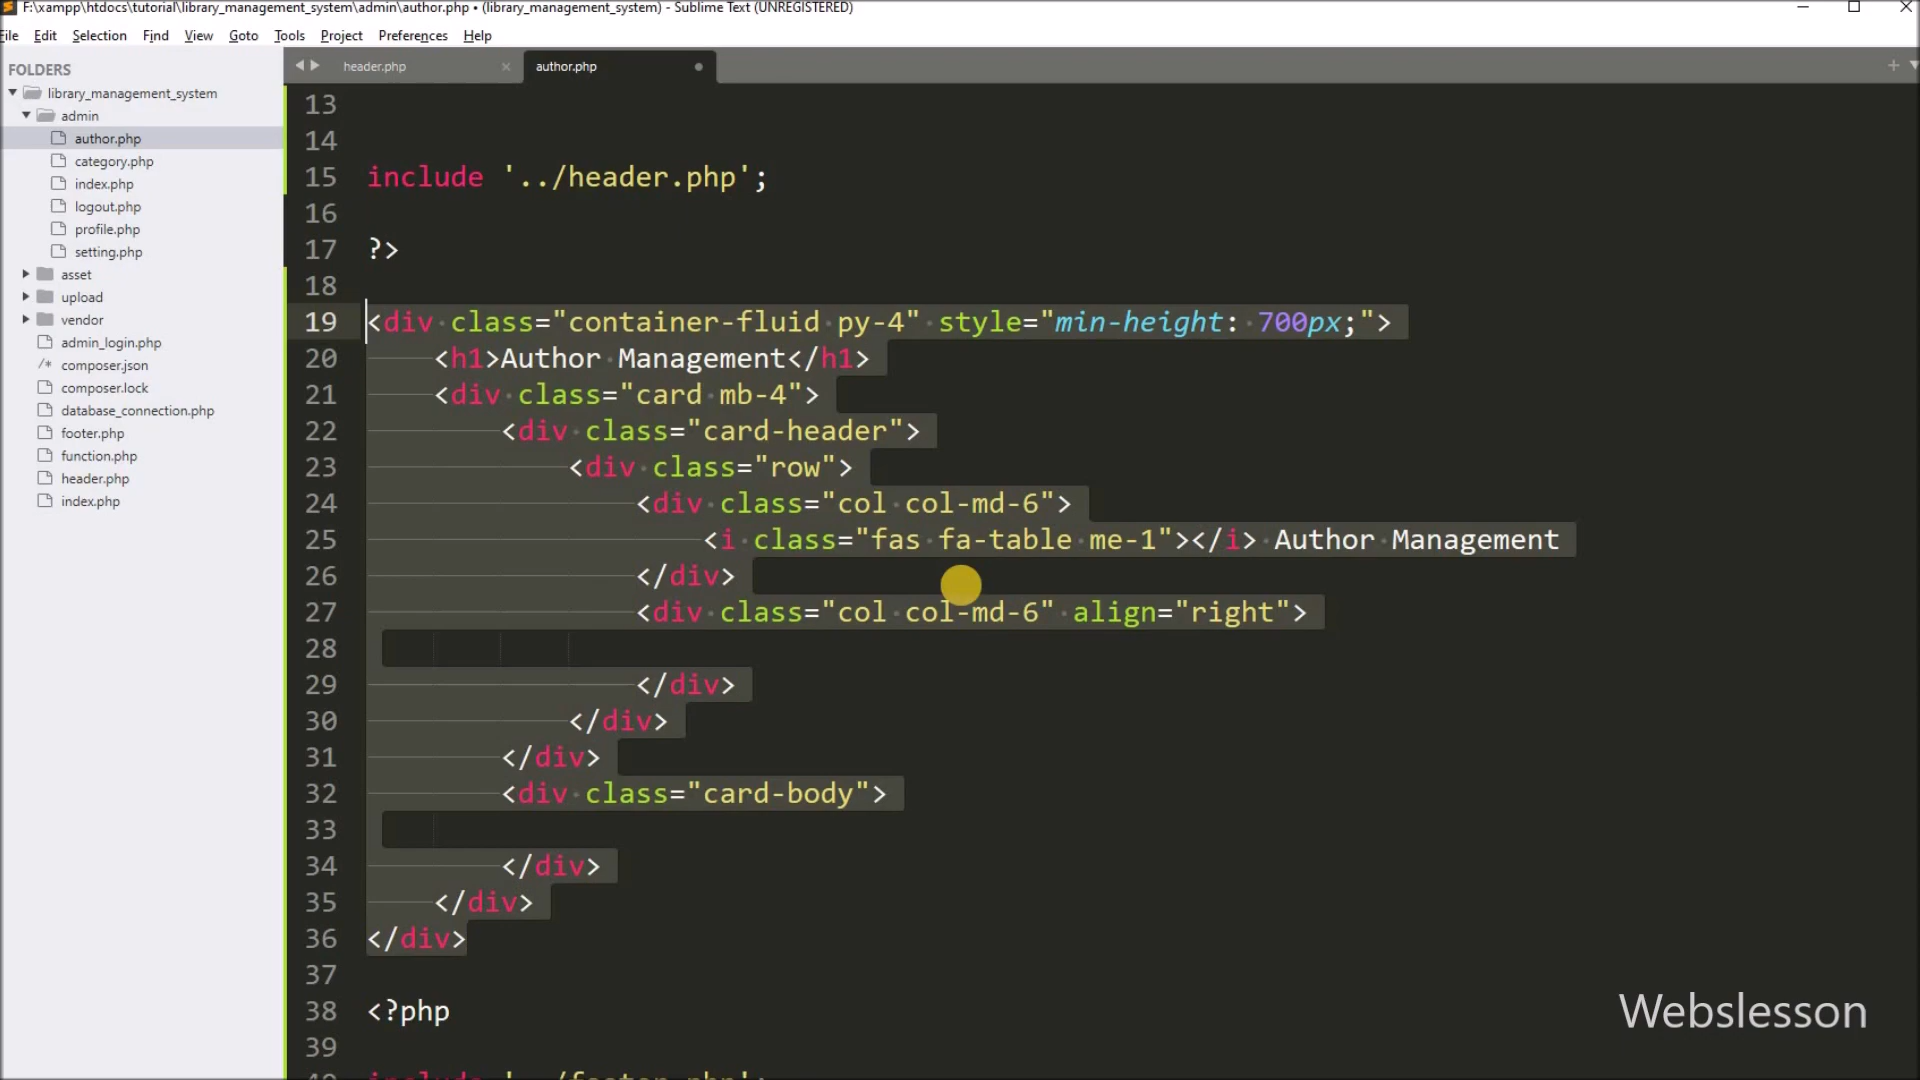 F:\xampp\htdocs\tutorial\library_management_system\admin\author.php • (library_management_system) - Sublime Text (UNREGISTERED)
File Edit Selection Find View Goto Tools Project Preferences Help
FOLDERS
library_management_system
admin
author.php
category.php
index.php
logout.php
profile.php
setting.php
asset
upload
vendor
admin_login.php
/* composer.json
composer.lock
database_connection.php
footer.php
function.php
header.php
index.php
header.php × author.php
13
14
15 include '../header.php';
16
17 ?>
18
19 <div class="container-fluid py-4" style="min-height: 700px;">
20 <h1>Author Management</h1>
21 <div class="card mb-4">
22 <div class="card-header">
23 <div class="row">
24 <div class="col col-md-6">
25 <i class="fas fa-table me-1"></i> Author Management
26 </div>
27 <div class="col col-md-6" align="right">
28
29 </div>
30 </div>
31 </div>
32 <div class="card-body">
33
34 </div>
35 </div>
36 </div>
37
38 <?php
39
40 include '../footer.php';
Webslesson